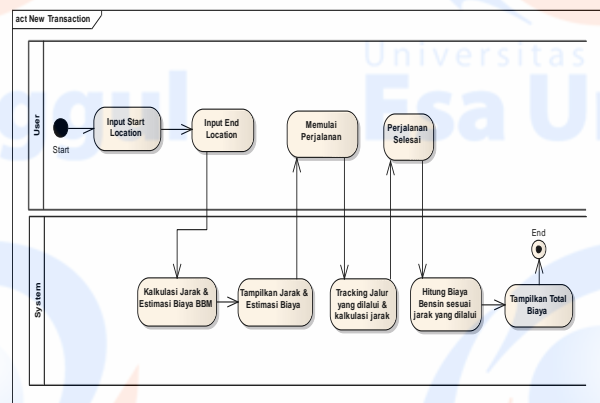 act New Transaction
Universitas
Esa U
nggul
User
Start
Input Start
Location
Input End
Location
Memulai
Perjalanan
Perjalanan
Selesai
System
Kalkulasi Jarak &
Estimasi Biaya BBM
Tampilkan Jarak &
Estimasi Biaya
Tracking Jalur
yang dilalui &
kalkulasi jarak
Hitung Biaya
Bensin sesuai
jarak yang dilalui
Tampilkan Total
Biaya
End